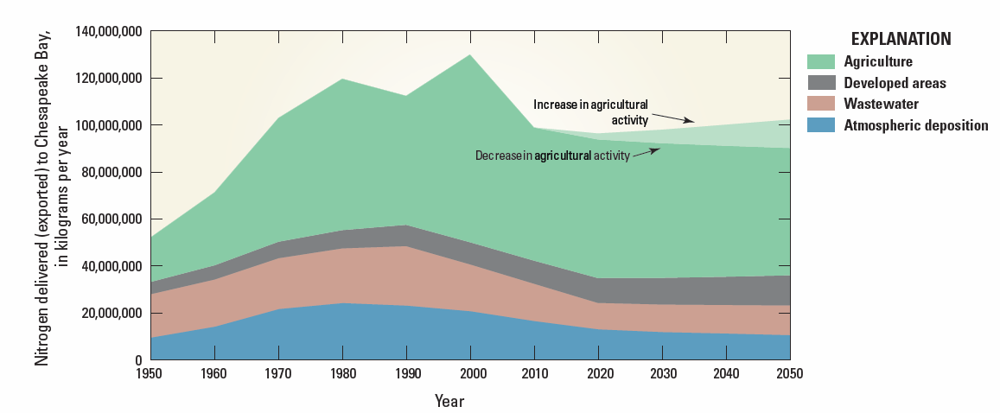 Nitrogen delivered (exported) to Chesapeake Bay,
in kilograms per year
140,000,000
120,000,000
100,000,000
80,000,000
60,000,000
40,000,000
20,000,000
0
Increase in agricultural
activity
Decrease in agricultural activity
1950 1960 1970 1980 1990 2000 2010 2020 2030 2040 2050
Year
EXPLANATION
Agriculture
Developed areas
Wastewater
Atmospheric deposition